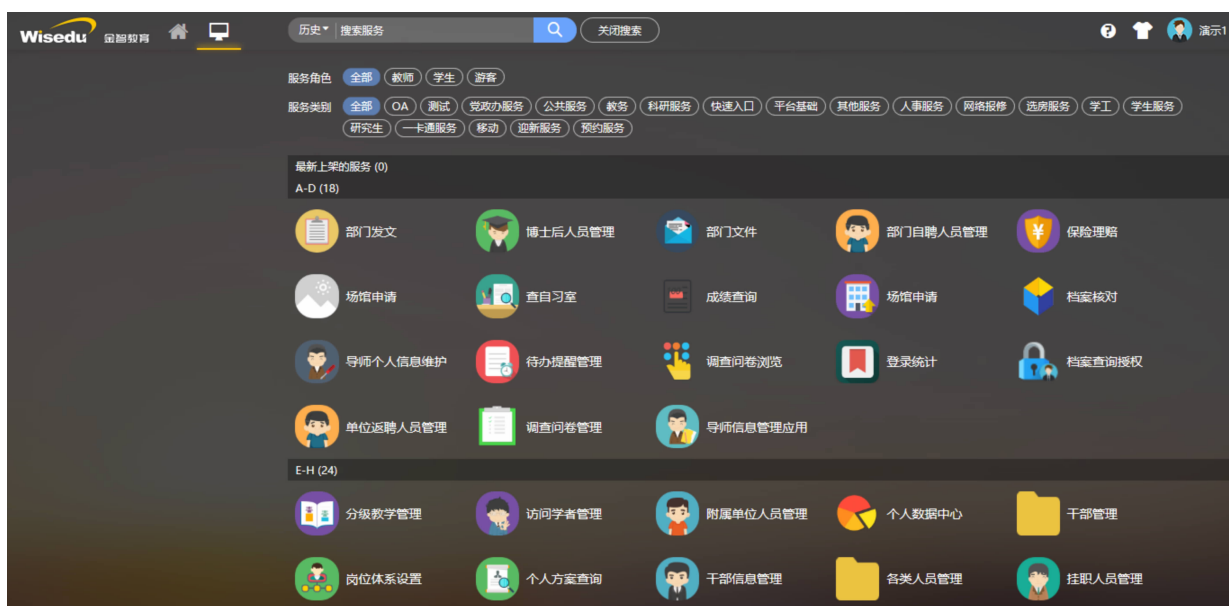 Wisedu 金智教育 历史 搜索服务 关闭搜索 演示1
服务角色 全部 教师 学生 游客
服务类别 全部 OA 测试 党政办服务 公共服务 教务 科研服务 快速入口 平台基础 其他服务 人事服务 网络报修 选房服务 学工 学生服务
研究生 一卡通服务 移动 迎新服务 预约服务
最新上架的服务 (0)
A-D (18)
部门发文 博士后人员管理 部门文件 部门自聘人员管理 保险理赔
场馆申请 查自习室 成绩查询 场馆申请 档案核对
导师个人信息维护 待办提醒管理 调查问卷浏览 登录统计 档案查询授权
单位返聘人员管理 调查问卷管理 导师信息管理应用
E-H (24)
分级教学管理 访问学者管理 附属单位人员管理 个人数据中心 干部管理
岗位体系设置 个人方案查询 干部信息管理 各类人员管理 挂职人员管理